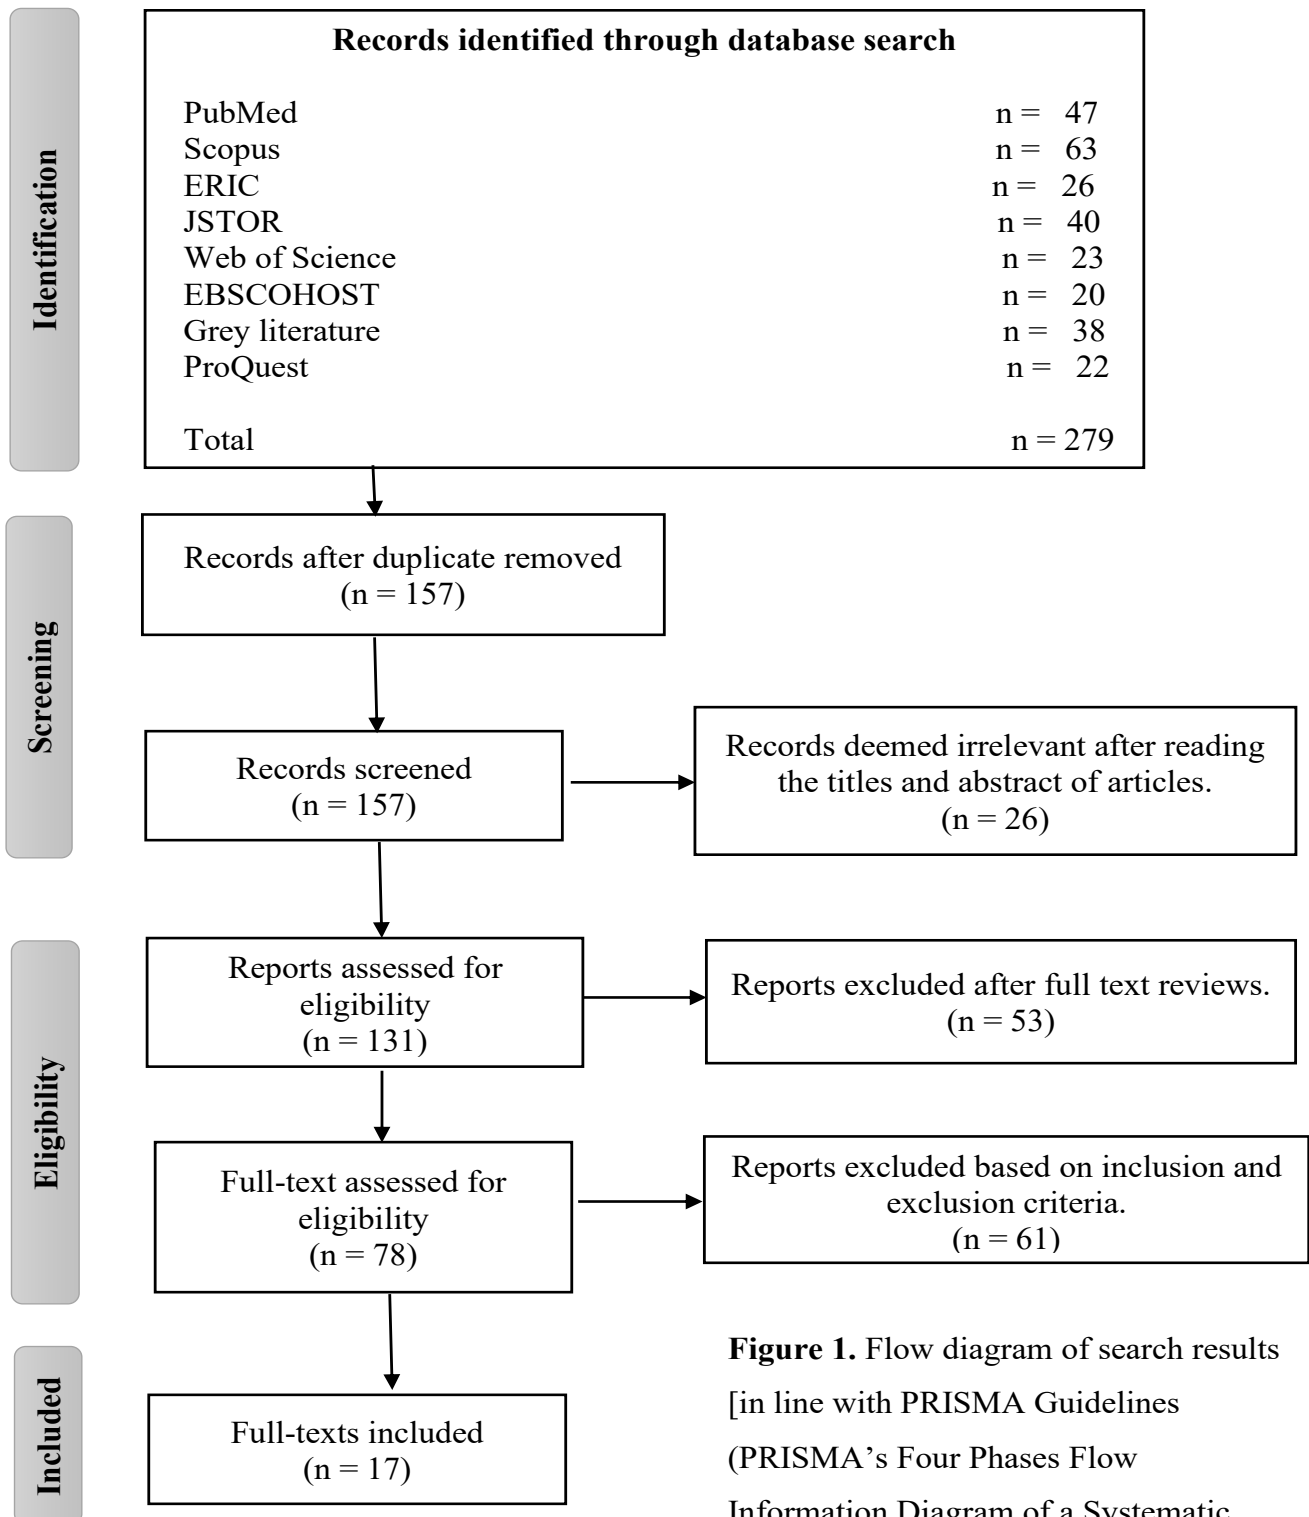 Identification
Records identified through database search
PubMed n = 47
Scopus n = 63
ERIC n = 26
JSTOR n = 40
Web of Science n = 23
EBSCOHOST n = 20
Grey literature n = 38
ProQuest n = 22
Total n = 279
Screening
Records after duplicate removed
(n = 157)
Records screened
(n = 157)
Records deemed irrelevant after reading
the titles and abstract of articles.
(n = 26)
Eligibility
Reports assessed for
eligibility
(n = 131)
Reports excluded after full text reviews.
(n = 53)
Full-text assessed for
eligibility
(n = 78)
Reports excluded based on inclusion and
exclusion criteria.
(n = 61)
Included
Full-texts included
(n = 17)
Figure 1. Flow diagram of search results
[in line with PRISMA Guidelines
(PRISMA’s Four Phases Flow
Information Diagram of a Systematic